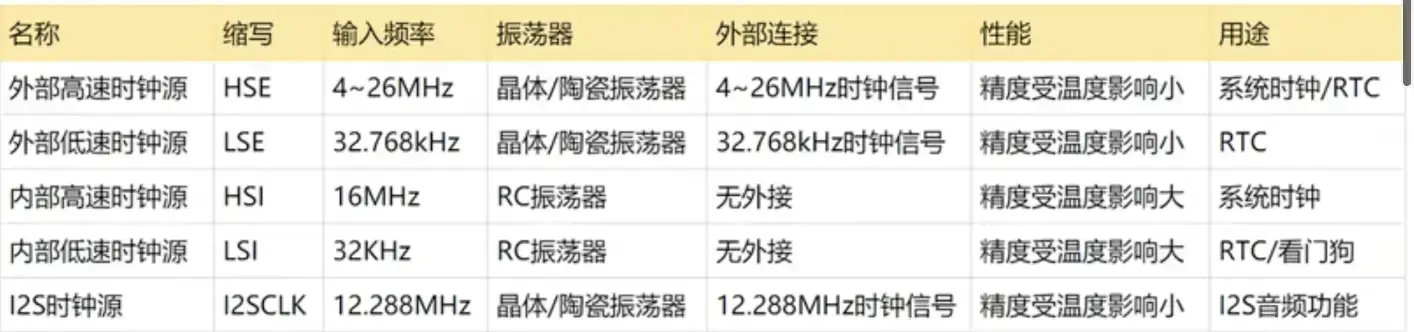 名称 缩写 输入频率 振荡器 外部连接 性能 用途
外部高速时钟源 HSE 4~26MHz 晶体/陶瓷振荡器 4~26MHz时钟信号 精度受温度影响小 系统时钟/RTC
外部低速时钟源 LSE 32.768kHz 晶体/陶瓷振荡器 32.768kHz时钟信号 精度受温度影响小 RTC
内部高速时钟源 HSI 16MHz RC振荡器 无外接 精度受温度影响大 系统时钟
内部低速时钟源 LSI 32KHz RC振荡器 无外接 精度受温度影响大 RTC/看门狗
I2S时钟源 I2SCLK 12.288MHz 晶体/陶瓷振荡器 12.288MHz时钟信号 精度受温度影响小 I2S音频功能